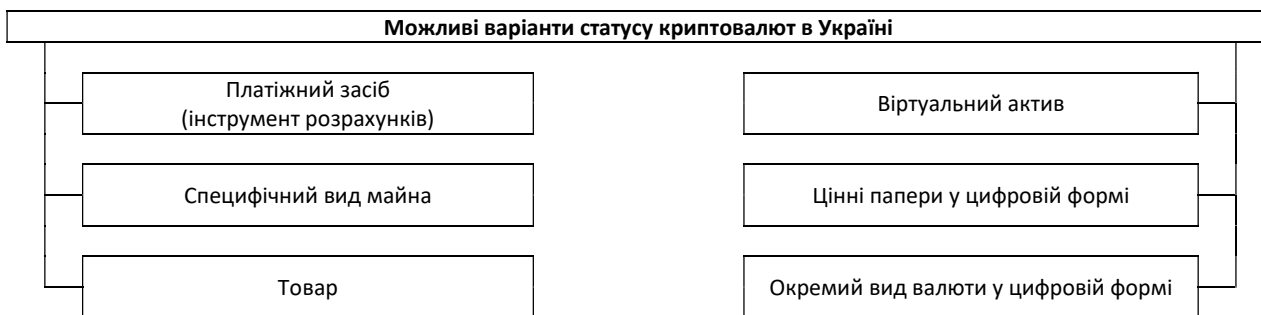 Можливі варіанти статусу криптовалют в Україні
Платіжний засіб
(інструмент розрахунків)
Віртуальний актив
Специфічний вид майна
Цінні папери у цифровій формі
Товар
Окремий вид валюти у цифровій формі